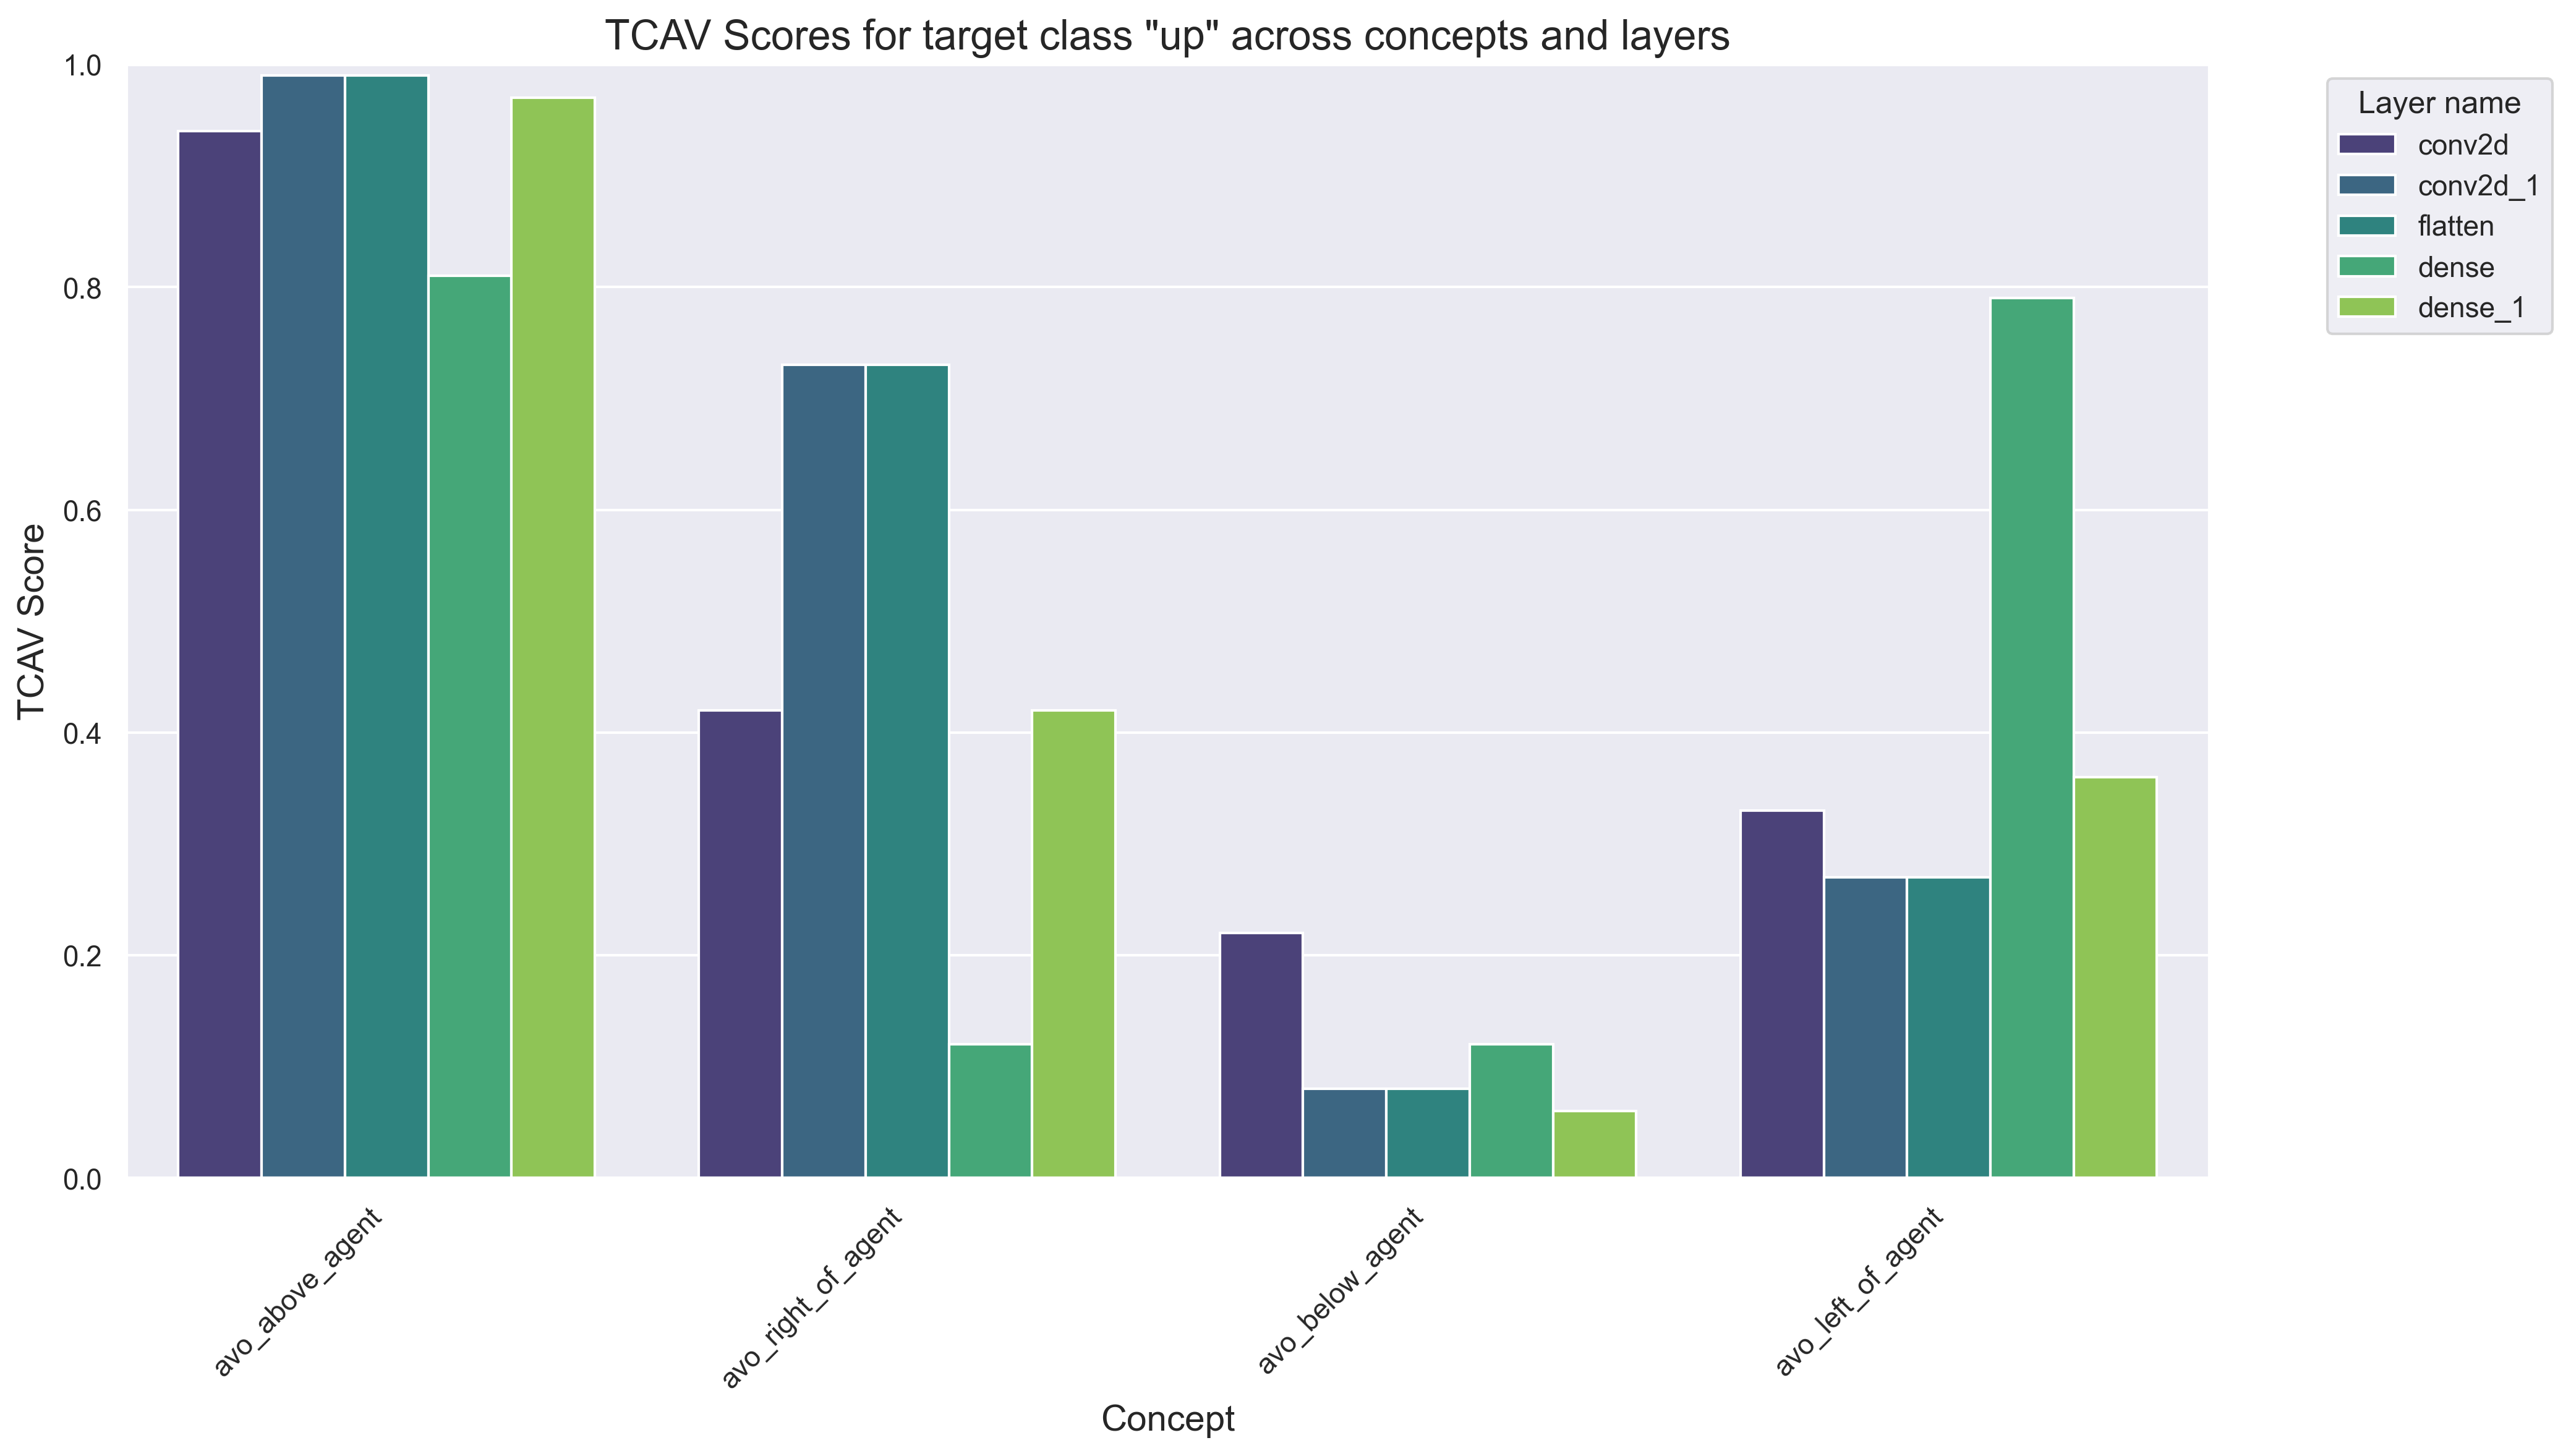 TCAV Scores for target class "up" across concepts and layers
TCAV Score
1.0
0.8
0.6
0.4
0.2
0.0
avo_above_agent
avo_right_of_agent
avo_below_agent
avo_left_of_agent
Concept
Layer name
conv2d
conv2d_1
flatten
dense
dense_1